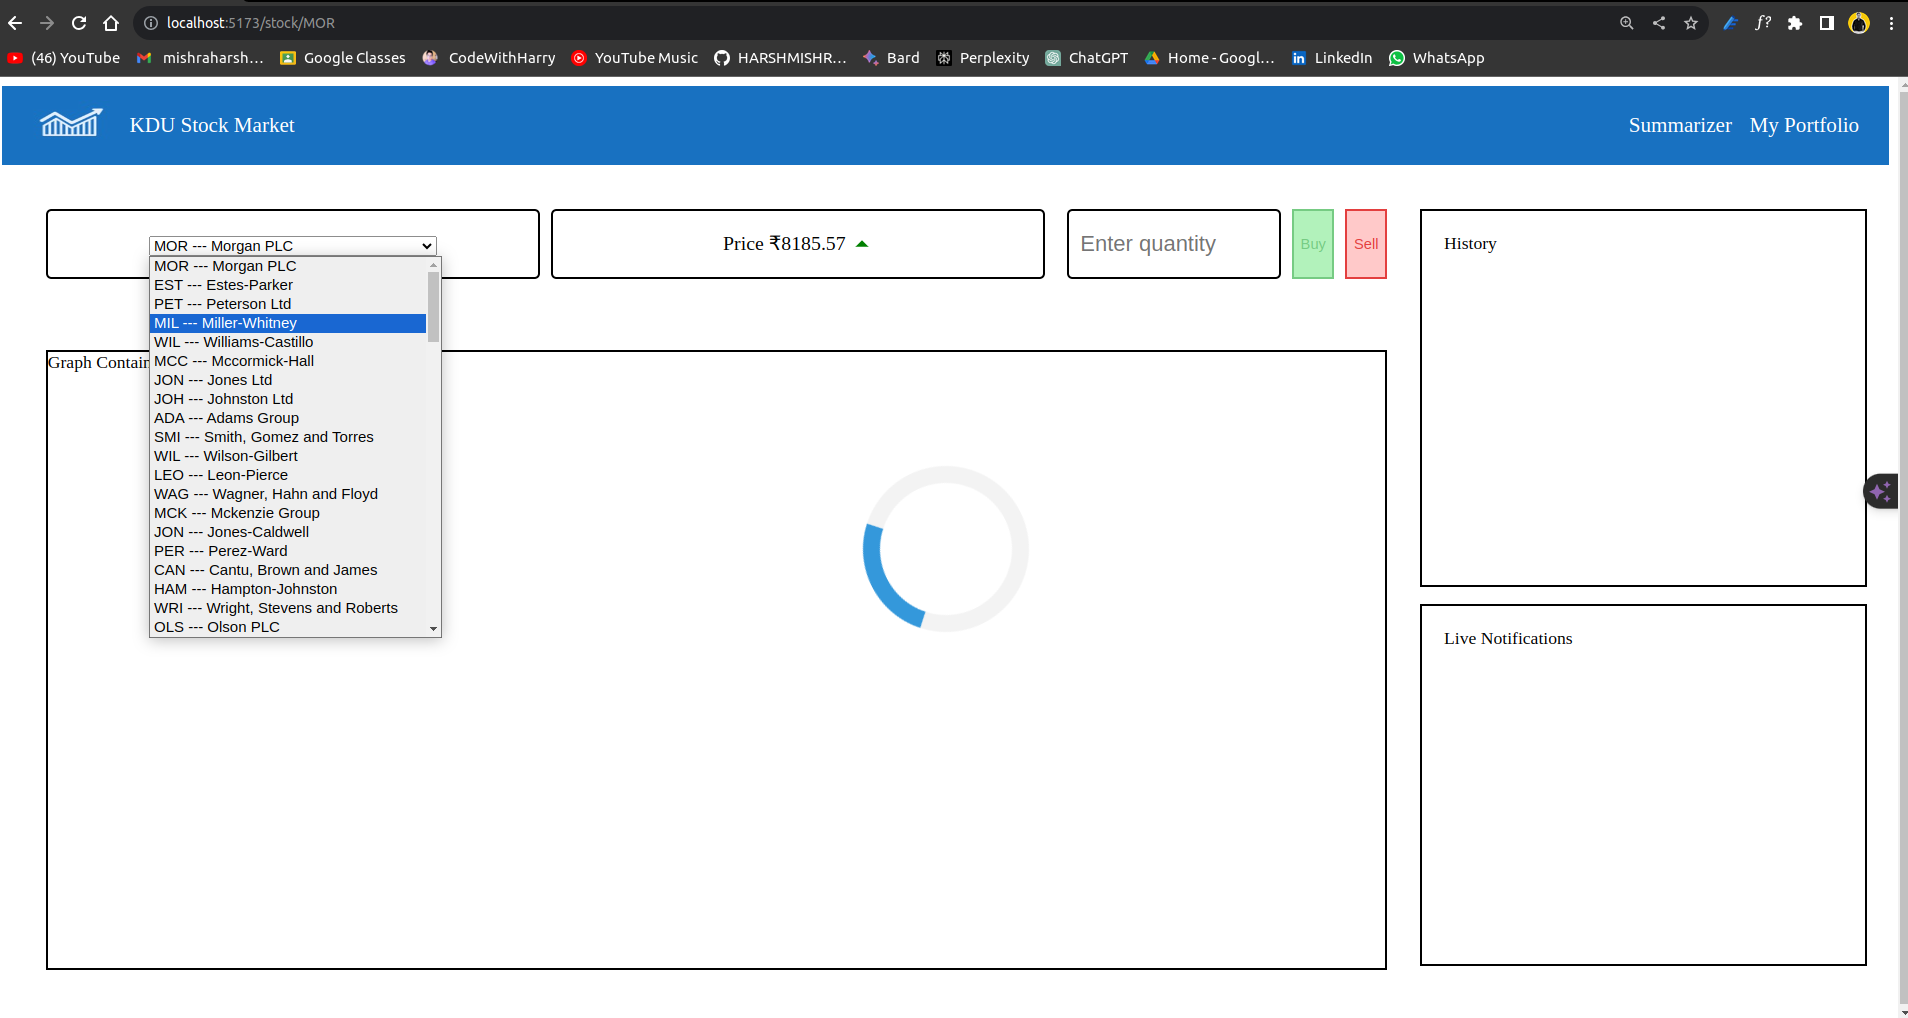 localhost:5173/stock/MOR
f?
(46) YouTube
mishraharsh...
Google Classes
CodeWithHarry
YouTube Music
HARSHMISHR...
Bard
Perplexity
ChatGPT
Home - Googl...
LinkedIn
WhatsApp
KDU Stock Market
Summarizer
My Portfolio
MOR --- Morgan PLC
Price ₹8185.57
Enter quantity
Buy
Sell
History
MOR --- Morgan PLC
EST --- Estes-Parker
PET --- Peterson Ltd
MIL --- Miller-Whitney
WIL --- Williams-Castillo
Graph Contain
MCC --- Mccormick-Hall
JON --- Jones Ltd
JOH --- Johnston Ltd
ADA --- Adams Group
SMI --- Smith, Gomez and Torres
WIL --- Wilson-Gilbert
LEO --- Leon-Pierce
WAG --- Wagner, Hahn and Floyd
MCK --- Mckenzie Group
JON --- Jones-Caldwell
PER --- Perez-Ward
CAN --- Cantu, Brown and James
HAM --- Hampton-Johnston
WRI --- Wright, Stevens and Roberts
OLS --- Olson PLC
Live Notifications